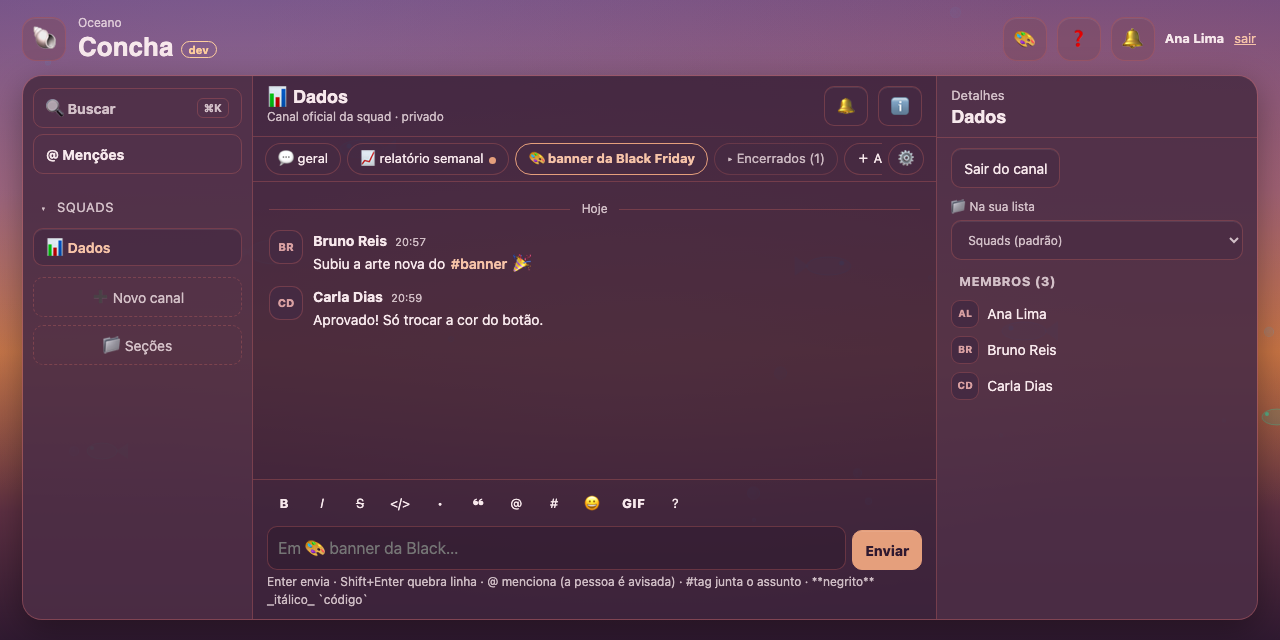 Oceano
Concha dev
Ana Lima sair
Buscar ⌘K
@ Menções
SQUADS
Dados
Novo canal
Seções
Dados
Canal oficial da squad · privado
geral
relatório semanal
banner da Black Friday
Encerrados (1)
+ A
Hoje
BR
Bruno Reis 20:57
Subiu a arte nova do #banner 🎉
CD
Carla Dias 20:59
Aprovado! Só trocar a cor do botão.
B I S </> · ❝ @ # 😀 GIF ?
Em 🎨 banner da Black...
Enviar
Enter envia · Shift+Enter quebra linha · @ menciona (a pessoa é avisada) · #tag junta o assunto · **negrito**
_itálico_ `código`
Detalhes
Dados
Sair do canal
Na sua lista
Squads (padrão)
MEMBROS (3)
AL Ana Lima
BR Bruno Reis
CD Carla Dias